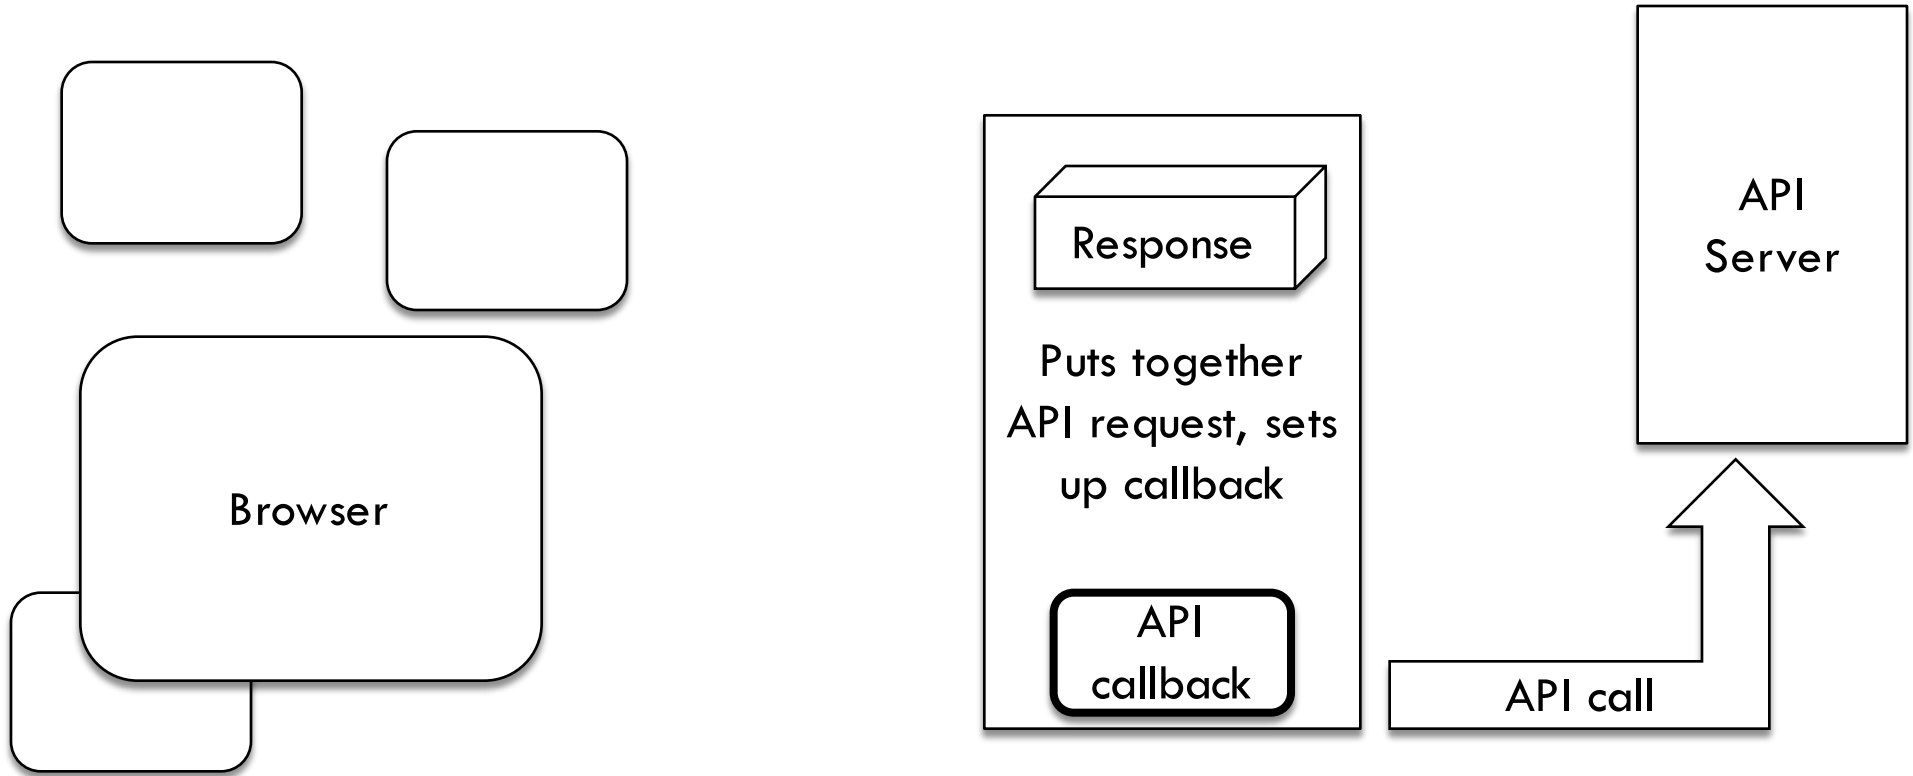 Browser
Response
Puts together
API request, sets
up callback
API
callback
API call
API
Server